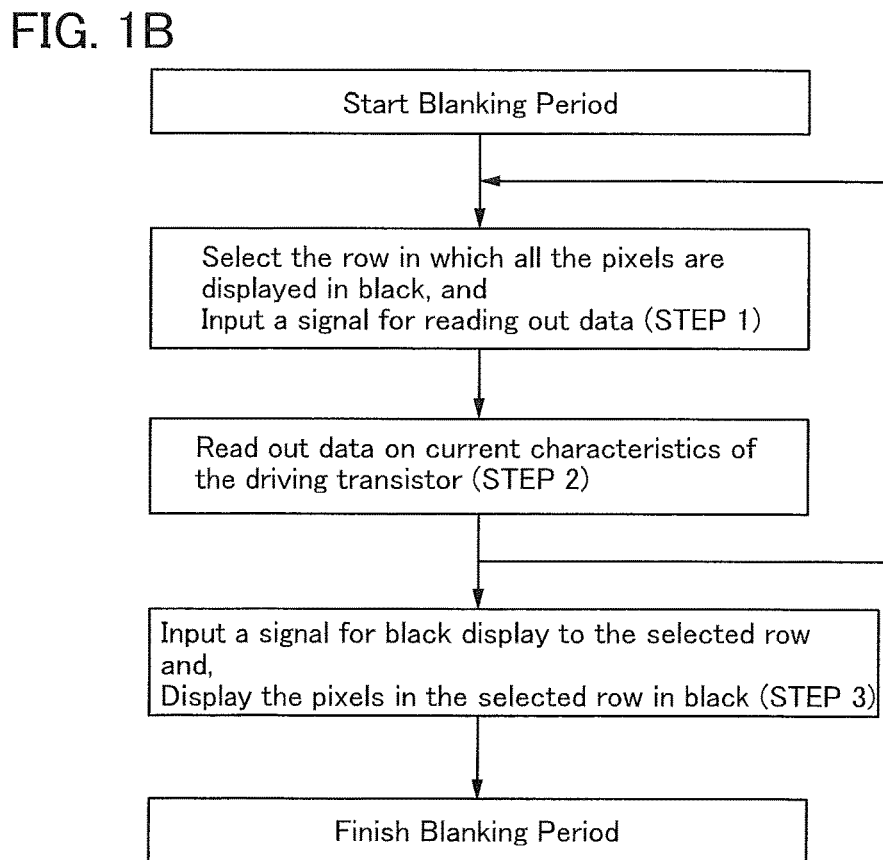 FIG. 1B
Start Blanking Period
Select the row in which all the pixels are
displayed in black, and
Input a signal for reading out data (STEP 1)
Read out data on current characteristics of
the driving transistor (STEP 2)
Input a signal for black display to the selected row
and,
Display the pixels in the selected row in black (STEP 3)
Finish Blanking Period